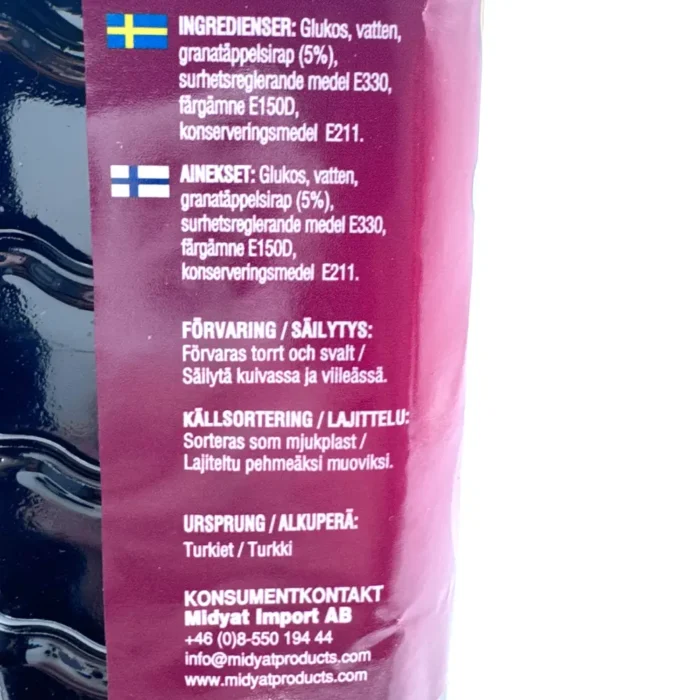 INGREDIENSER: Glukos, vatten,
granatäppelsirap (5%),
surhetsreglerande medel E330,
färgämne E150D,
konserveringsmedel E211.
AINEKSET: Glukos, vatten,
granatäppelsirap (5%),
surhetsreglerande medel E330,
färgämne E150D,
konserveringsmedel E211.
FÖRVARING / SÄILYTYS:
Förvaras torrt och svalt /
Säilytä kuivassa ja viileässä.
KÄLLSORTERING / LAJITTELU:
Sorteras som mjukplast /
Lajiteltu pehmeäksi muoviksi.
URSPRUNG / ALKUPERÄ:
Turkiet / Turkki
KONSUMENTKONTAKT
Midyat Import AB
+46 (0)8-550 194 44
info@midyatproducts.com
www.midyatproducts.com